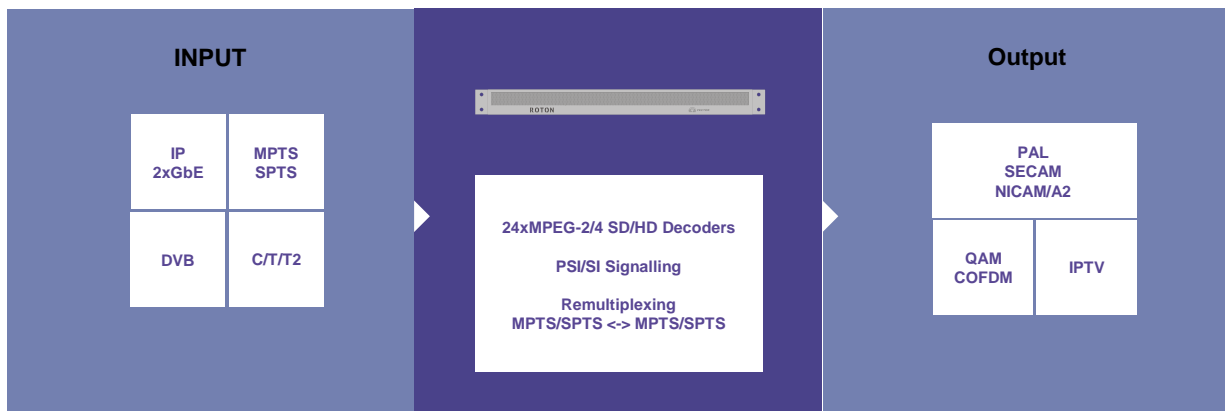 INPUT
IP
2xGbE
MPTS
SPTS
DVB
C/T/T2
ROTON
24xMPEG-2/4 SD/HD Decoders
PSI/SI Signalling
Remultiplexing
MPTS/SPTS <-> MPTS/SPTS
Output
PAL
SECAM
NICAM/A2
QAM
COFDM
IPTV